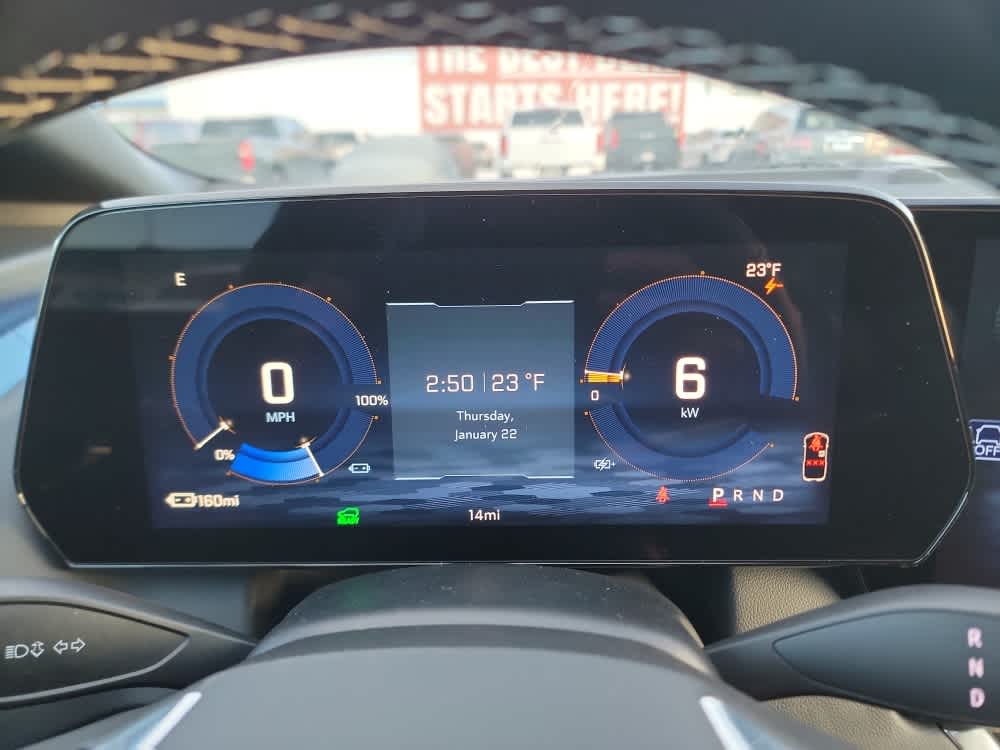 THE BEST
STARTS HERE!
E
23°F
0
MPH
100%
0%
160mi
2:50 | 23 °F
Thursday,
January 22
6
kW
0
P R N D
14mi
OFF
R
N
D